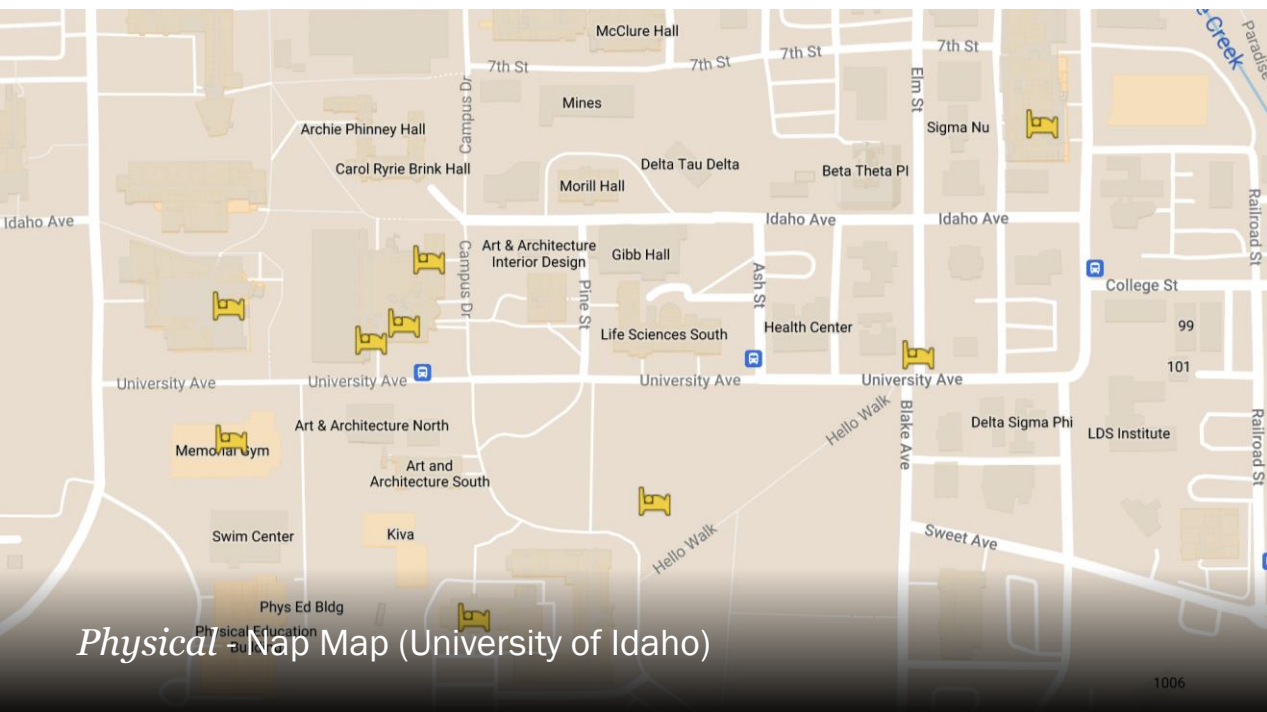 McClure Hall
7th St
7th St
7th St
7th St
Creek
Paradise
Mines
Campus Dr
Elm St
Archie Phinney Hall
Sigma Nu
Carol Ryrie Brink Hall
Delta Tau Delta
Beta Theta PI
Morill Hall
Idaho Ave
Idaho Ave
Idaho Ave
Railroad St
Art & Architecture
Interior Design
Gibb Hall
Campus Dr
Pine St
Ash St
College St
Life Sciences South
Health Center
99
101
University Ave
University Ave
University Ave
University Ave
Hello Walk
Blake Ave
Art & Architecture North
Delta Sigma Phi
LDS Institute
Railroad St
Memorial Gym
Art and
Architecture South
Swim Center
Kiva
Hello Walk
Sweet Ave
Phys Ed Bldg
Physical Education
Building
Physical - Nap Map (University of Idaho)
1006